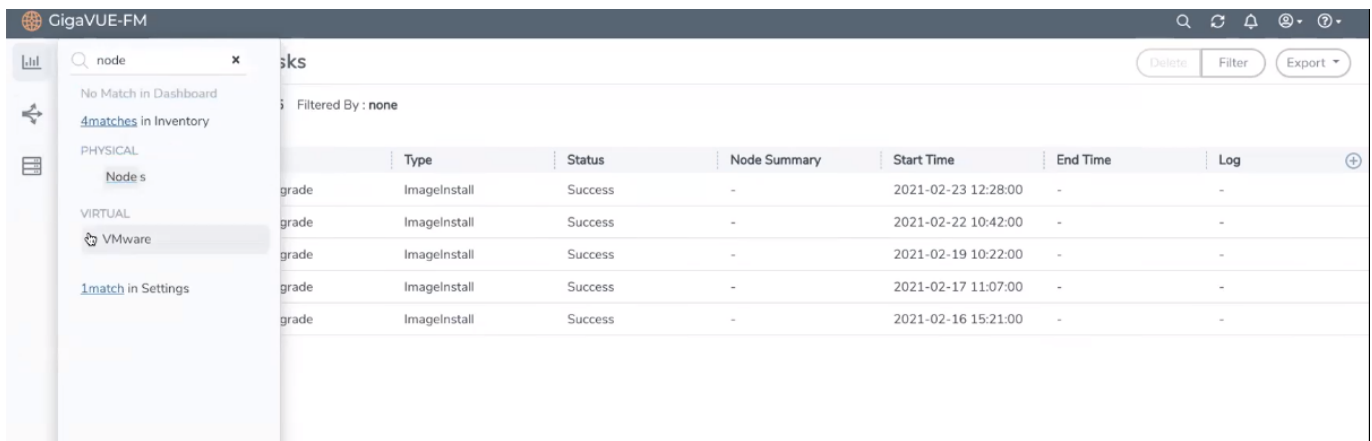 GigaVUE-FM
node x
No Match in Dashboard
4matches in Inventory
PHYSICAL
Nodes
VIRTUAL
VMware
1match in Settings
sks
Delete Filter Export
5 Filtered By : none
Type Status Node Summary Start Time End Time Log
grade ImageInstall Success - 2021-02-23 12:28:00 - -
grade ImageInstall Success - 2021-02-22 10:42:00 - -
grade ImageInstall Success - 2021-02-19 10:22:00 - -
grade ImageInstall Success - 2021-02-17 11:07:00 - -
grade ImageInstall Success - 2021-02-16 15:21:00 - -